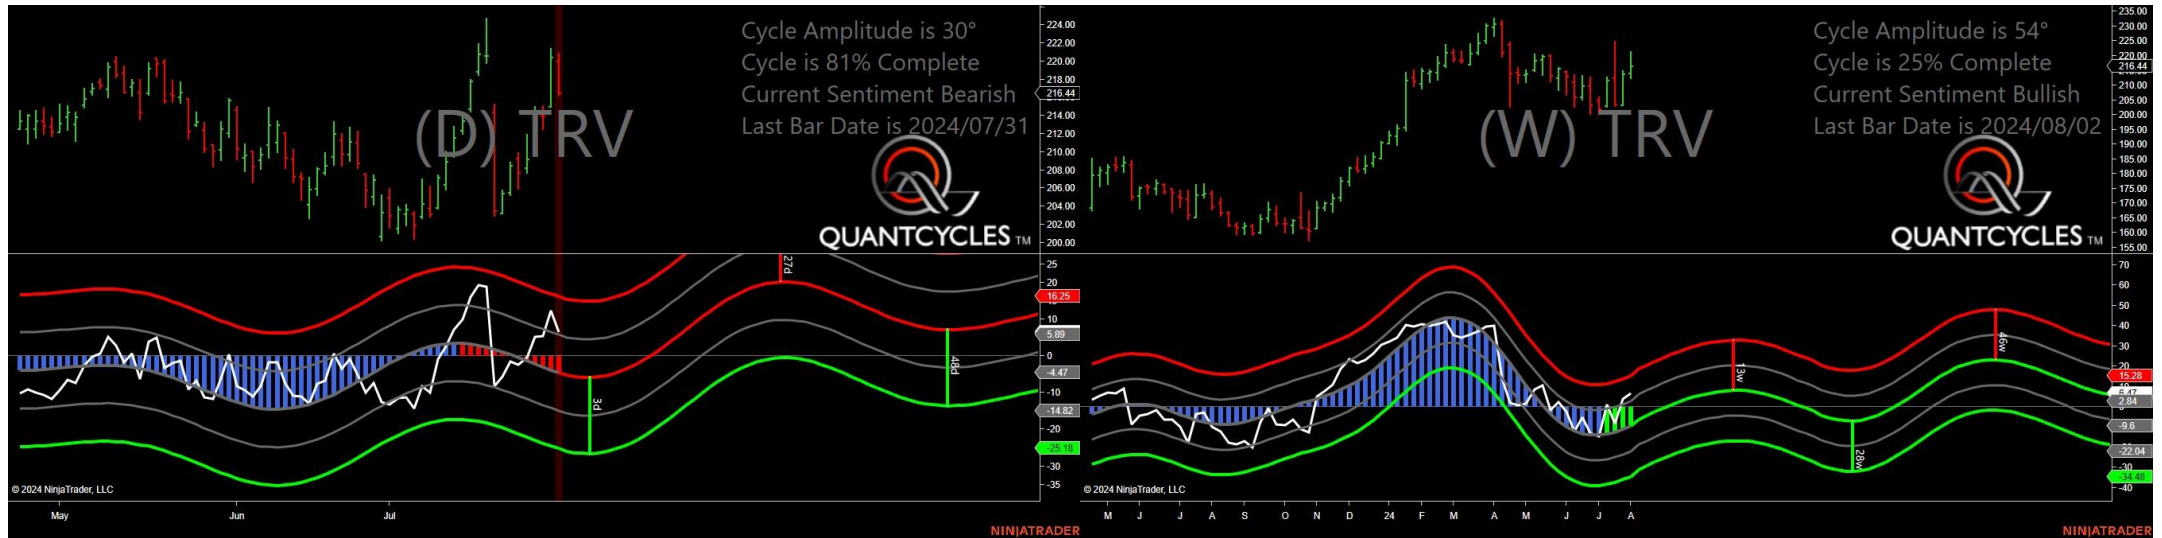 Cycle Amplitude is 30°
Cycle is 81% Complete
Current Sentiment Bearish
Last Bar Date is 2024/07/31
(D) TRV
QUANTCYCLES TM
224.00
222.00
220.00
218.00
216.44
214.00
212.00
210.00
208.00
206.00
204.00
202.00
200.00
27d
3d
48d
25
20
16.25
10
5.89
0
-4.47
-10
-14.82
-20
-25.18
-30
-35
© 2024 NinjaTrader, LLC
May Jun Jul
NINJATRADER
Cycle Amplitude is 54°
Cycle is 25% Complete
Current Sentiment Bullish
Last Bar Date is 2024/08/02
(W) TRV
QUANTCYCLES TM
235.00
230.00
225.00
220.00
216.44
210.00
205.00
200.00
195.00
190.00
185.00
180.00
175.00
170.00
165.00
160.00
155.00
13w
28w
46w
70
60
50
40
30
20
15.28
2.84
-9.6
-22.04
-30
-34.48
-40
© 2024 NinjaTrader, LLC
M J J A S O N D 24 F M A M J J A
NINJATRADER